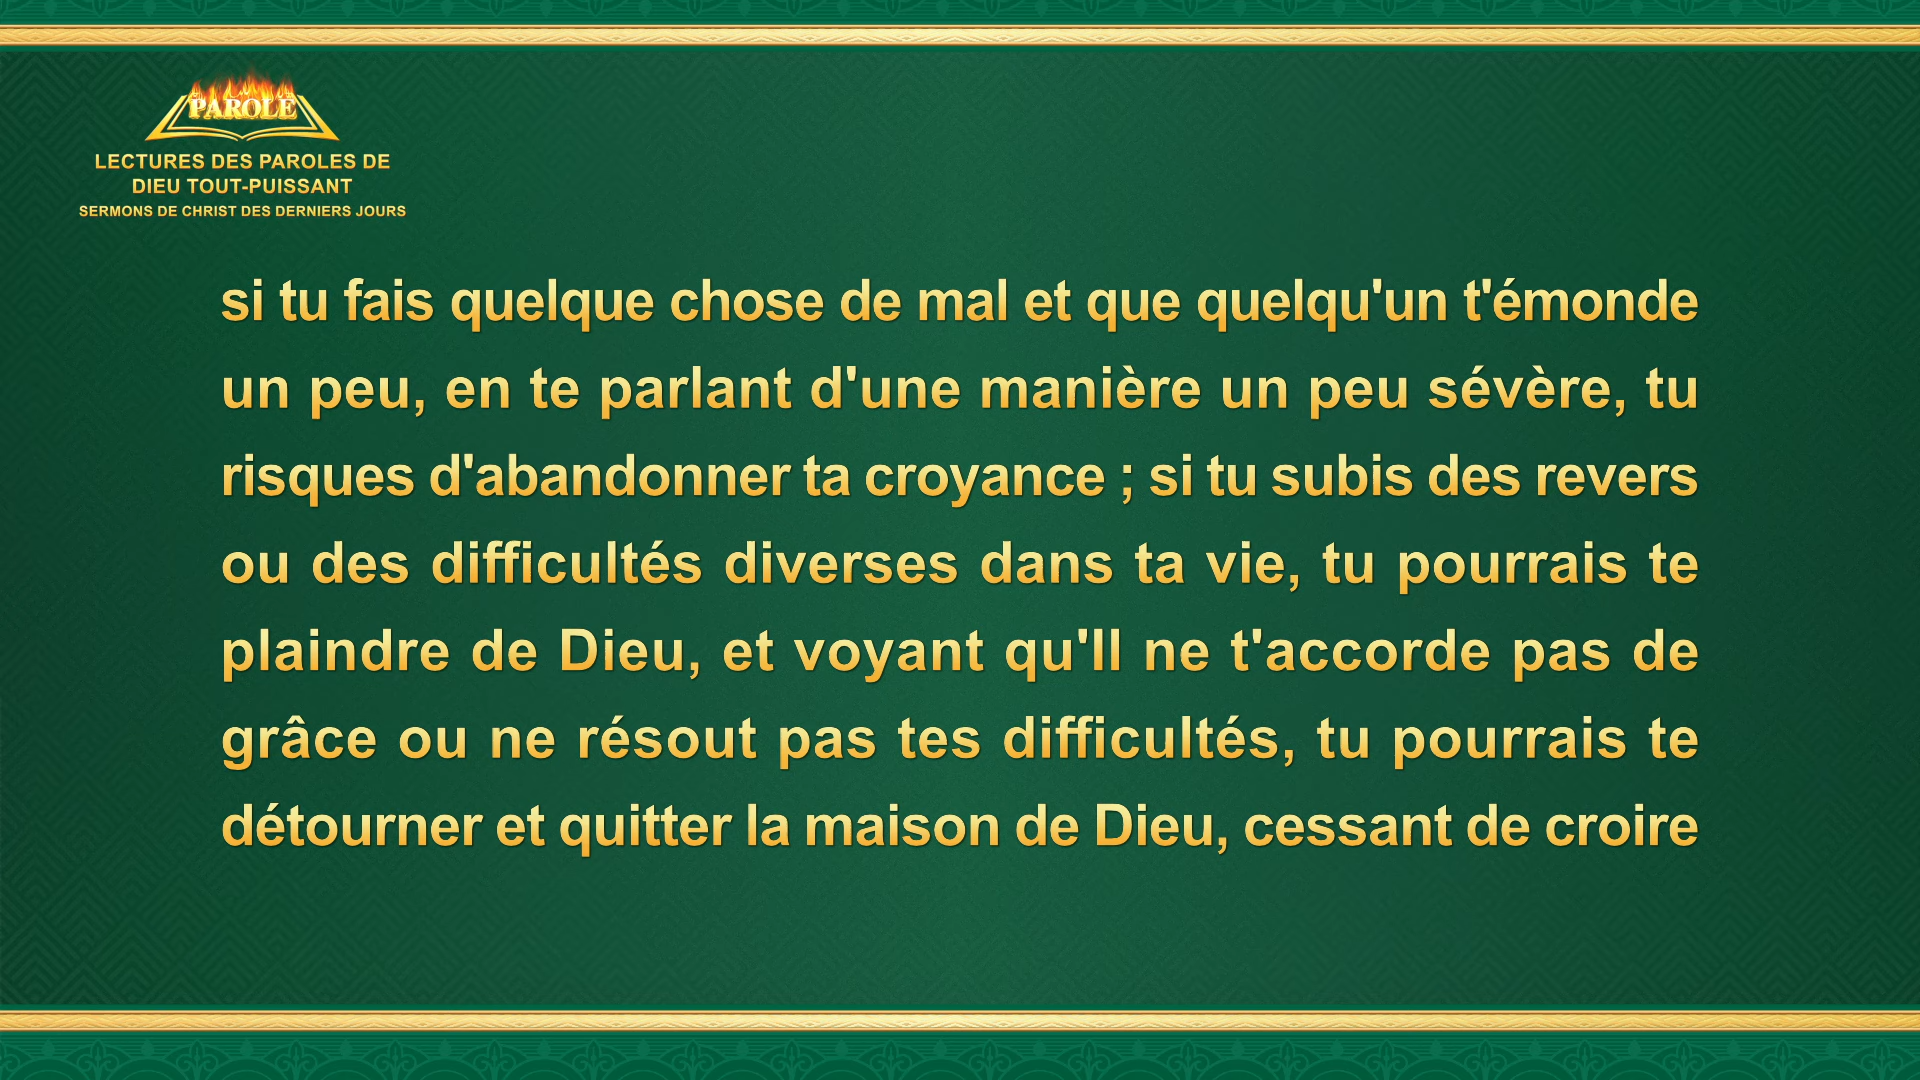 PAROLE
LECTURES DES PAROLES DE
DIEU TOUT-PUISSANT
SERMONS DE CHRIST DES DERNIERS JOURS
si tu fais quelque chose de mal et que quelqu'un t'émonde
un peu, en te parlant d'une manière un peu sévère, tu
risques d'abandonner ta croyance ; si tu subis des revers
ou des difficultés diverses dans ta vie, tu pourrais te
plaindre de Dieu, et voyant qu'Il ne t'accorde pas de
grâce ou ne résout pas tes difficultés, tu pourrais te
détourner et quitter la maison de Dieu, cessant de croire